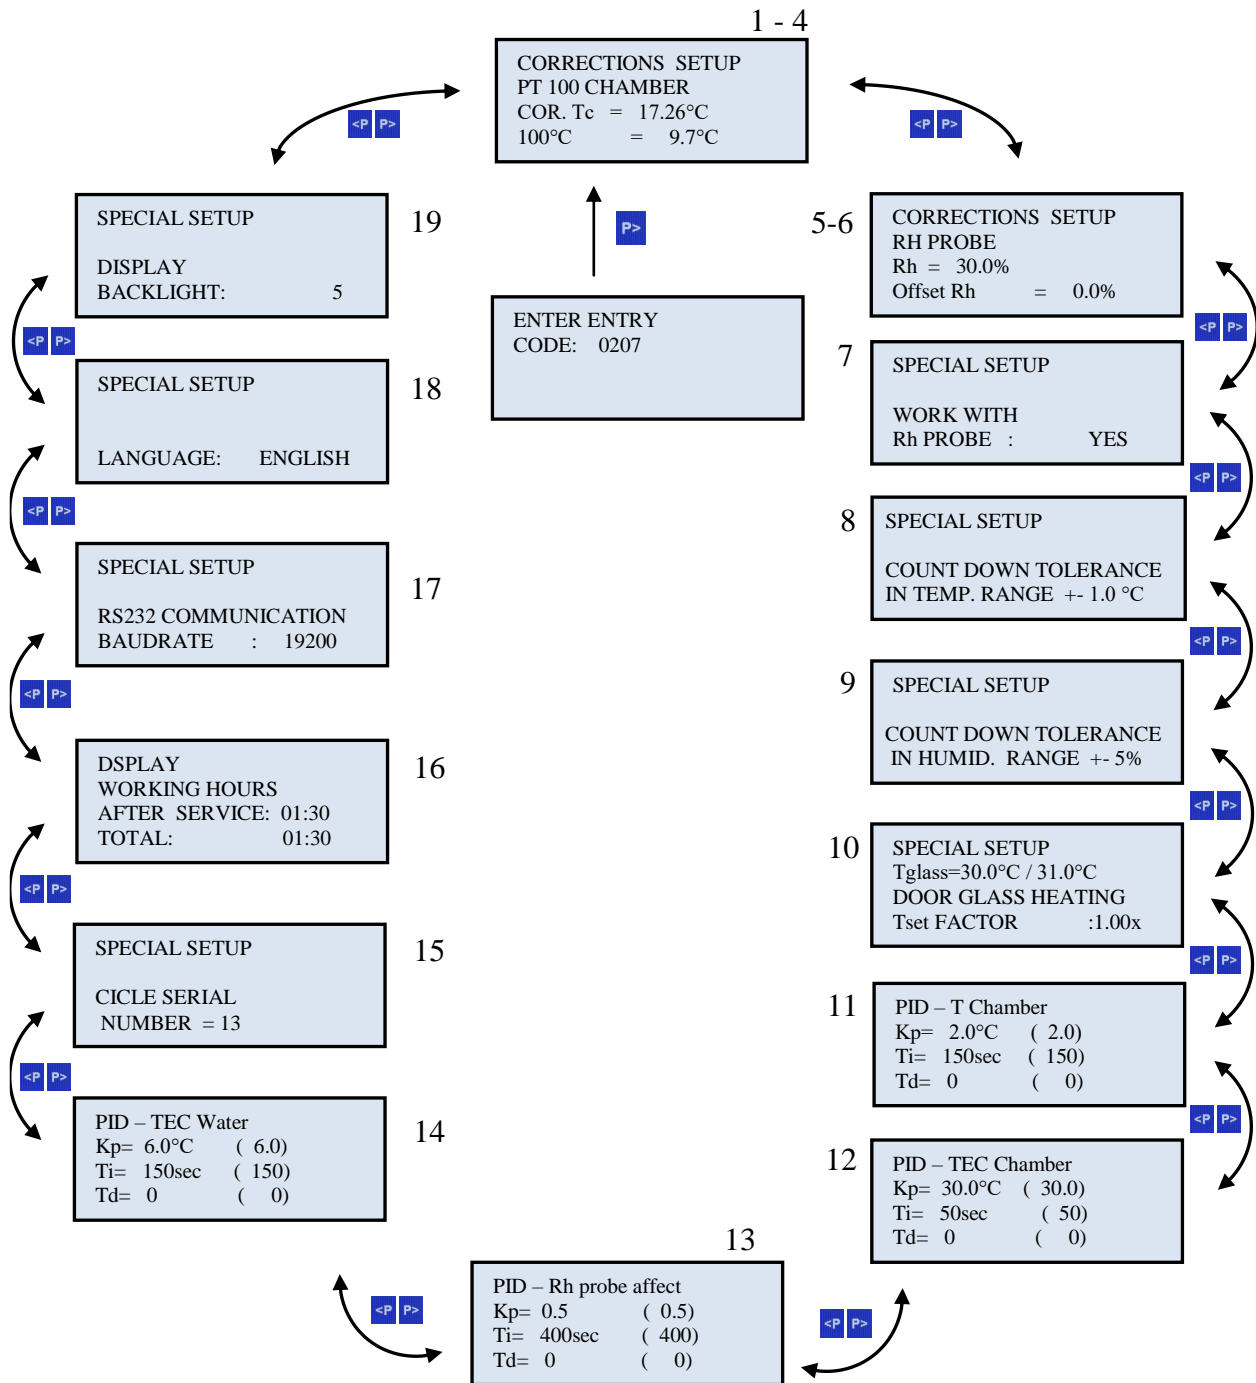 1 - 4
CORRECTIONS SETUP
PT 100 CHAMBER
COR. Tc = 17.26°C
100°C = 9.7°C
<P P>
<P P>
P>
ENTER ENTRY
CODE: 0207
5-6
CORRECTIONS SETUP
RH PROBE
Rh = 30.0%
Offset Rh = 0.0%
<P P>
7
SPECIAL SETUP
WORK WITH
Rh PROBE : YES
<P P>
8
SPECIAL SETUP
COUNT DOWN TOLERANCE
IN TEMP. RANGE +- 1.0 °C
<P P>
9
SPECIAL SETUP
COUNT DOWN TOLERANCE
IN HUMID. RANGE +- 5%
<P P>
10
SPECIAL SETUP
Tglass=30.0°C / 31.0°C
DOOR GLASS HEATING
Tset FACTOR :1.00x
<P P>
11
PID – T Chamber
Kp= 2.0°C ( 2.0)
Ti= 150sec ( 150)
Td= 0 ( 0)
<P P>
12
PID – TEC Chamber
Kp= 30.0°C ( 30.0)
Ti= 50sec ( 50)
Td= 0 ( 0)
<P P>
13
PID – Rh probe affect
Kp= 0.5 ( 0.5)
Ti= 400sec ( 400)
Td= 0 ( 0)
<P P>
14
PID – TEC Water
Kp= 6.0°C ( 6.0)
Ti= 150sec ( 150)
Td= 0 ( 0)
<P P>
15
SPECIAL SETUP
CICLE SERIAL
NUMBER = 13
<P P>
16
DSPLAY
WORKING HOURS
AFTER SERVICE: 01:30
TOTAL: 01:30
<P P>
17
SPECIAL SETUP
RS232 COMMUNICATION
BAUDRATE : 19200
<P P>
18
SPECIAL SETUP
LANGUAGE: ENGLISH
<P P>
19
SPECIAL SETUP
DISPLAY
BACKLIGHT: 5